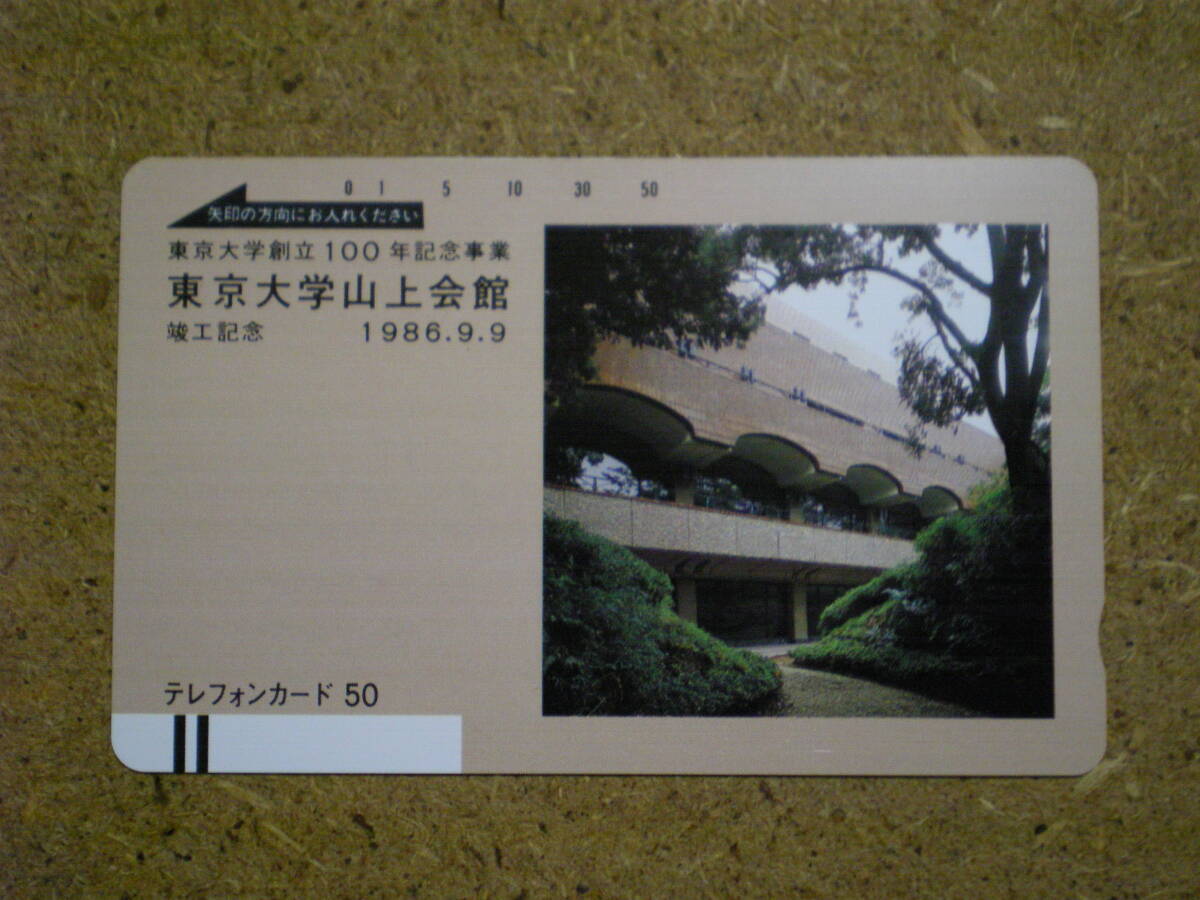 0 1 5 10 30 50
矢印の方向にお入れください
東京大学創立100年記念事業
東京大学山上会館
竣工記念 1986.9.9
テレフォンカード 50